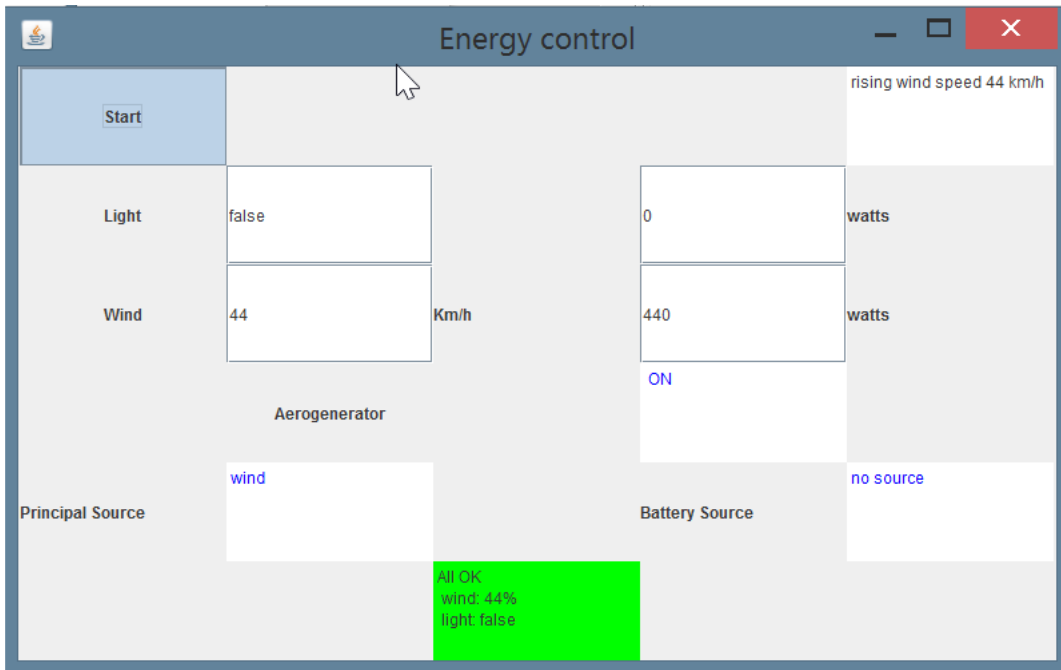 Energy control
Start
rising wind speed 44 km/h
Light
false
0
watts
Wind
44
Km/h
440
watts
Aerogenerator
ON
Principal Source
wind
Battery Source
no source
All OK
wind: 44%
light: false